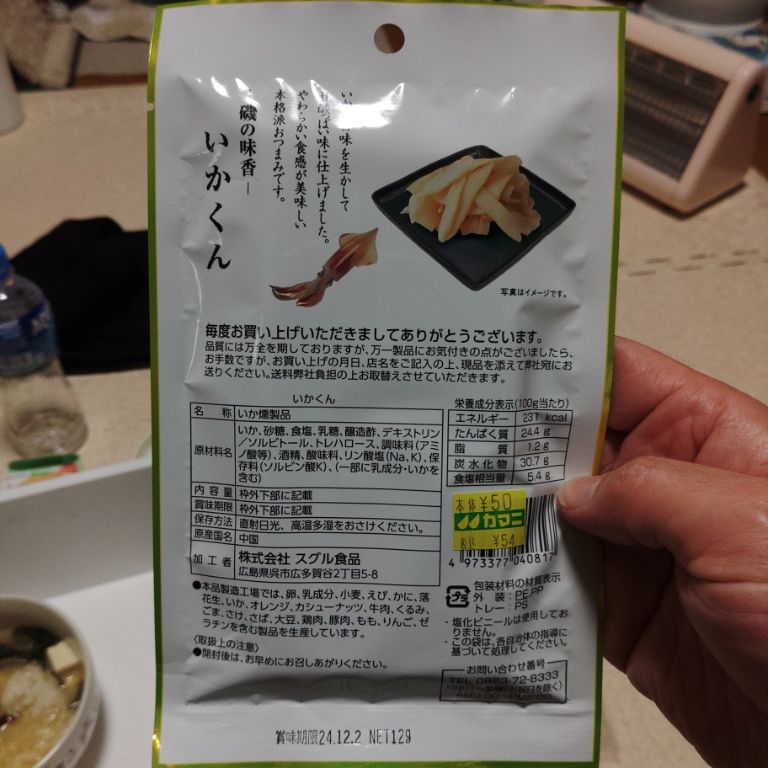 味を生かして
味に仕上げました。
やわらかい食感が美味しい
本格派おつまみです。
磯の味香
いかくん
写真はイメージです。
毎度お買い上げいただきましてありがとうございます。
品質には万全を期しておりますが、万一製品にお気付きの点がございましたら、
お手数ですが、お買い上げの月日、店名をご記入の上、現品を添えて弊社宛にお
送りください。送料弊社負担の上お取替えさせていただきます。
いかくん
名 称 いか燻製品
原材料名 いか、砂糖、食塩、乳糖、醸造酢、デキストリン
/ソルビトール、トレハロース、調味料(アミ
ノ酸等)、酒精、酸味料、リン酸塩(Na、K)、保
存料(ソルビン酸K)、(一部に乳成分・いかを
含む)
内容量 枠外下部に記載
賞味期限 枠外下部に記載
保存方法 直射日光、高温多湿をおさけください。
原産国名 中国
加工者 株式会社 スグル食品
広島県呉市広多賀谷2丁目5-8
栄養成分表示(100g当たり)
エネルギー 231 kcal
たんぱく質 24.4 g
脂 質 1.2 g
炭水化物 30.7 g
食塩相当量 5.4 g
本体 ¥50
カマニ
税込 ¥54
4 973377 040817
●本品製造工場では、卵、乳成分、小麦、えび、かに、落
花生、いか、オレンジ、カシューナッツ、牛肉、くるみ、
ごま、さけ、さば、大豆、鶏肉、豚肉、もも、りんご、ゼ
ラチンを含む製品を生産しています。
〈取扱上の注意〉
●開封後は、お早めにお召しあがりください。
プラ
包装材料の材質表示
外 装：PE,PP
トレー：PS
・塩化ビニールは使用してお
りません。
・この袋は、各自治体の指導に
基づいて処理してください。
お問い合わせ番号
TEL 0823-72-8333
賞味期限24.12.2 NET12g